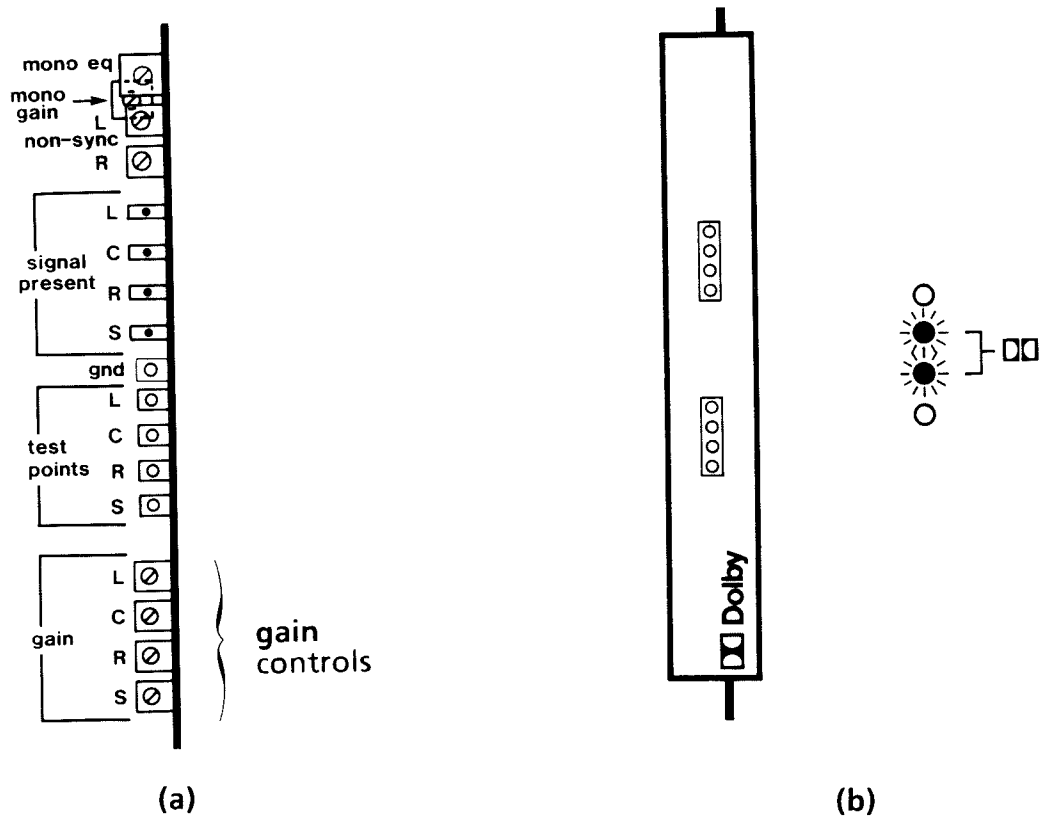 mono eq
mono
gain
L
non-sync
R
L
C
R
S
signal
present
gnd
L
C
R
S
test
points
L
C
R
S
gain
gain
controls
(a)
Dolby
(b)